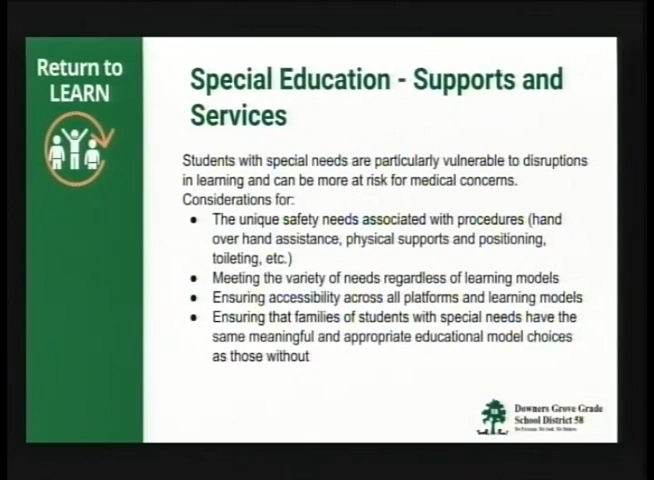 Return to
LEARN
Special Education - Supports and
Services
Students with special needs are particularly vulnerable to disruptions
in learning and can be more at risk for medical concerns.
Considerations for:
● The unique safety needs associated with procedures (hand
over hand assistance, physical supports and positioning,
toileting, etc.)
● Meeting the variety of needs regardless of learning models
● Ensuring accessibility across all platforms and learning models
● Ensuring that families of students with special needs have the
same meaningful and appropriate educational model choices
as those without
Downers Grove Grade
School District 58